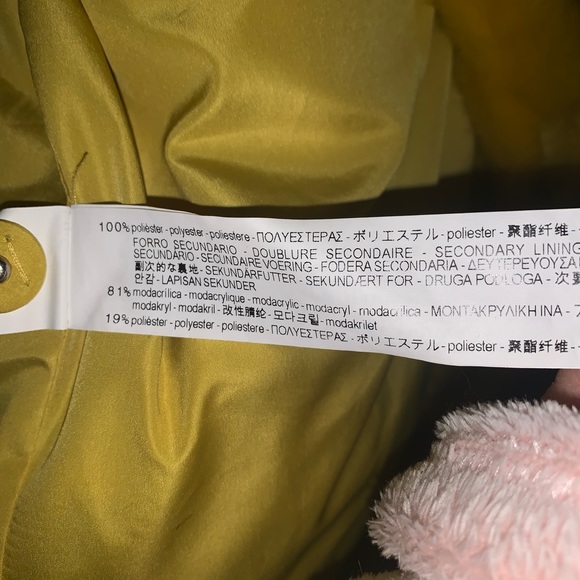 100% poliéster - polyester - poliestere - ΠΟΛΥΕΣΤΕΡΑΣ - ポリエステル - poliester - 聚酯纤维 -
FORRO SECUNDARIO - DOUBLURE SECONDAIRE - SECONDARY LINING
SECUNDÁRIO - SECUNDAIRE VOERING - FODERA SECONDARIA - ΔΕΥΤΕΡΕΥΟΥΣΑ
副次的な裏地 - SEKUNDÄRFUTTER - SEKUNDÆRT FOR - DRUGA PODŁOGA - 次要
안감 - LAPISAN SEKUNDER
81% modacrílica - modacrylique - modacrylic - modacryl - modacrilica - ΜΟΝΤΑΚΡΥΛΙΚΗ ΙΝΑ -
modakryl - modakril - 改性腈纶 - 모다크릴 - modakrilet
19% poliéster - polyester - poliestere - ΠΟΛΥΕΣΤΕΡΑΣ - ポリエステル - poliester - 聚酯纤维 -